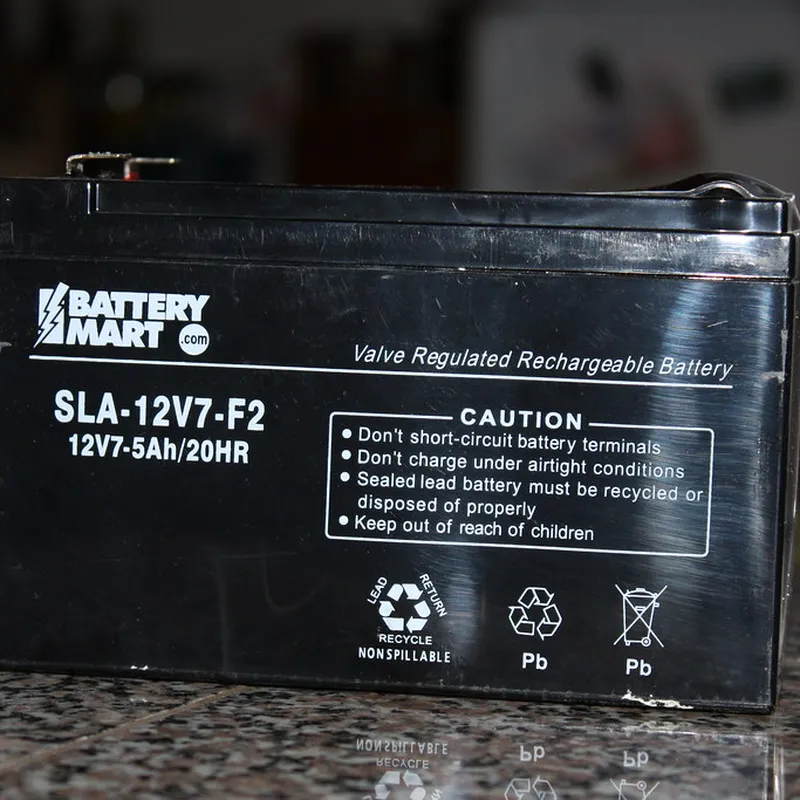 BATTERY
MART .com
Valve Regulated Rechargeable Battery
SLA-12V7-F2
12V7-5Ah/20HR
CAUTION
● Don't short-circuit battery terminals
● Don't charge under airtight conditions
● Sealed lead battery must be recycled or
disposed of properly
● Keep out of reach of children
LEAD RETURN
RECYCLE
NONSPILLABLE
Pb
Pb